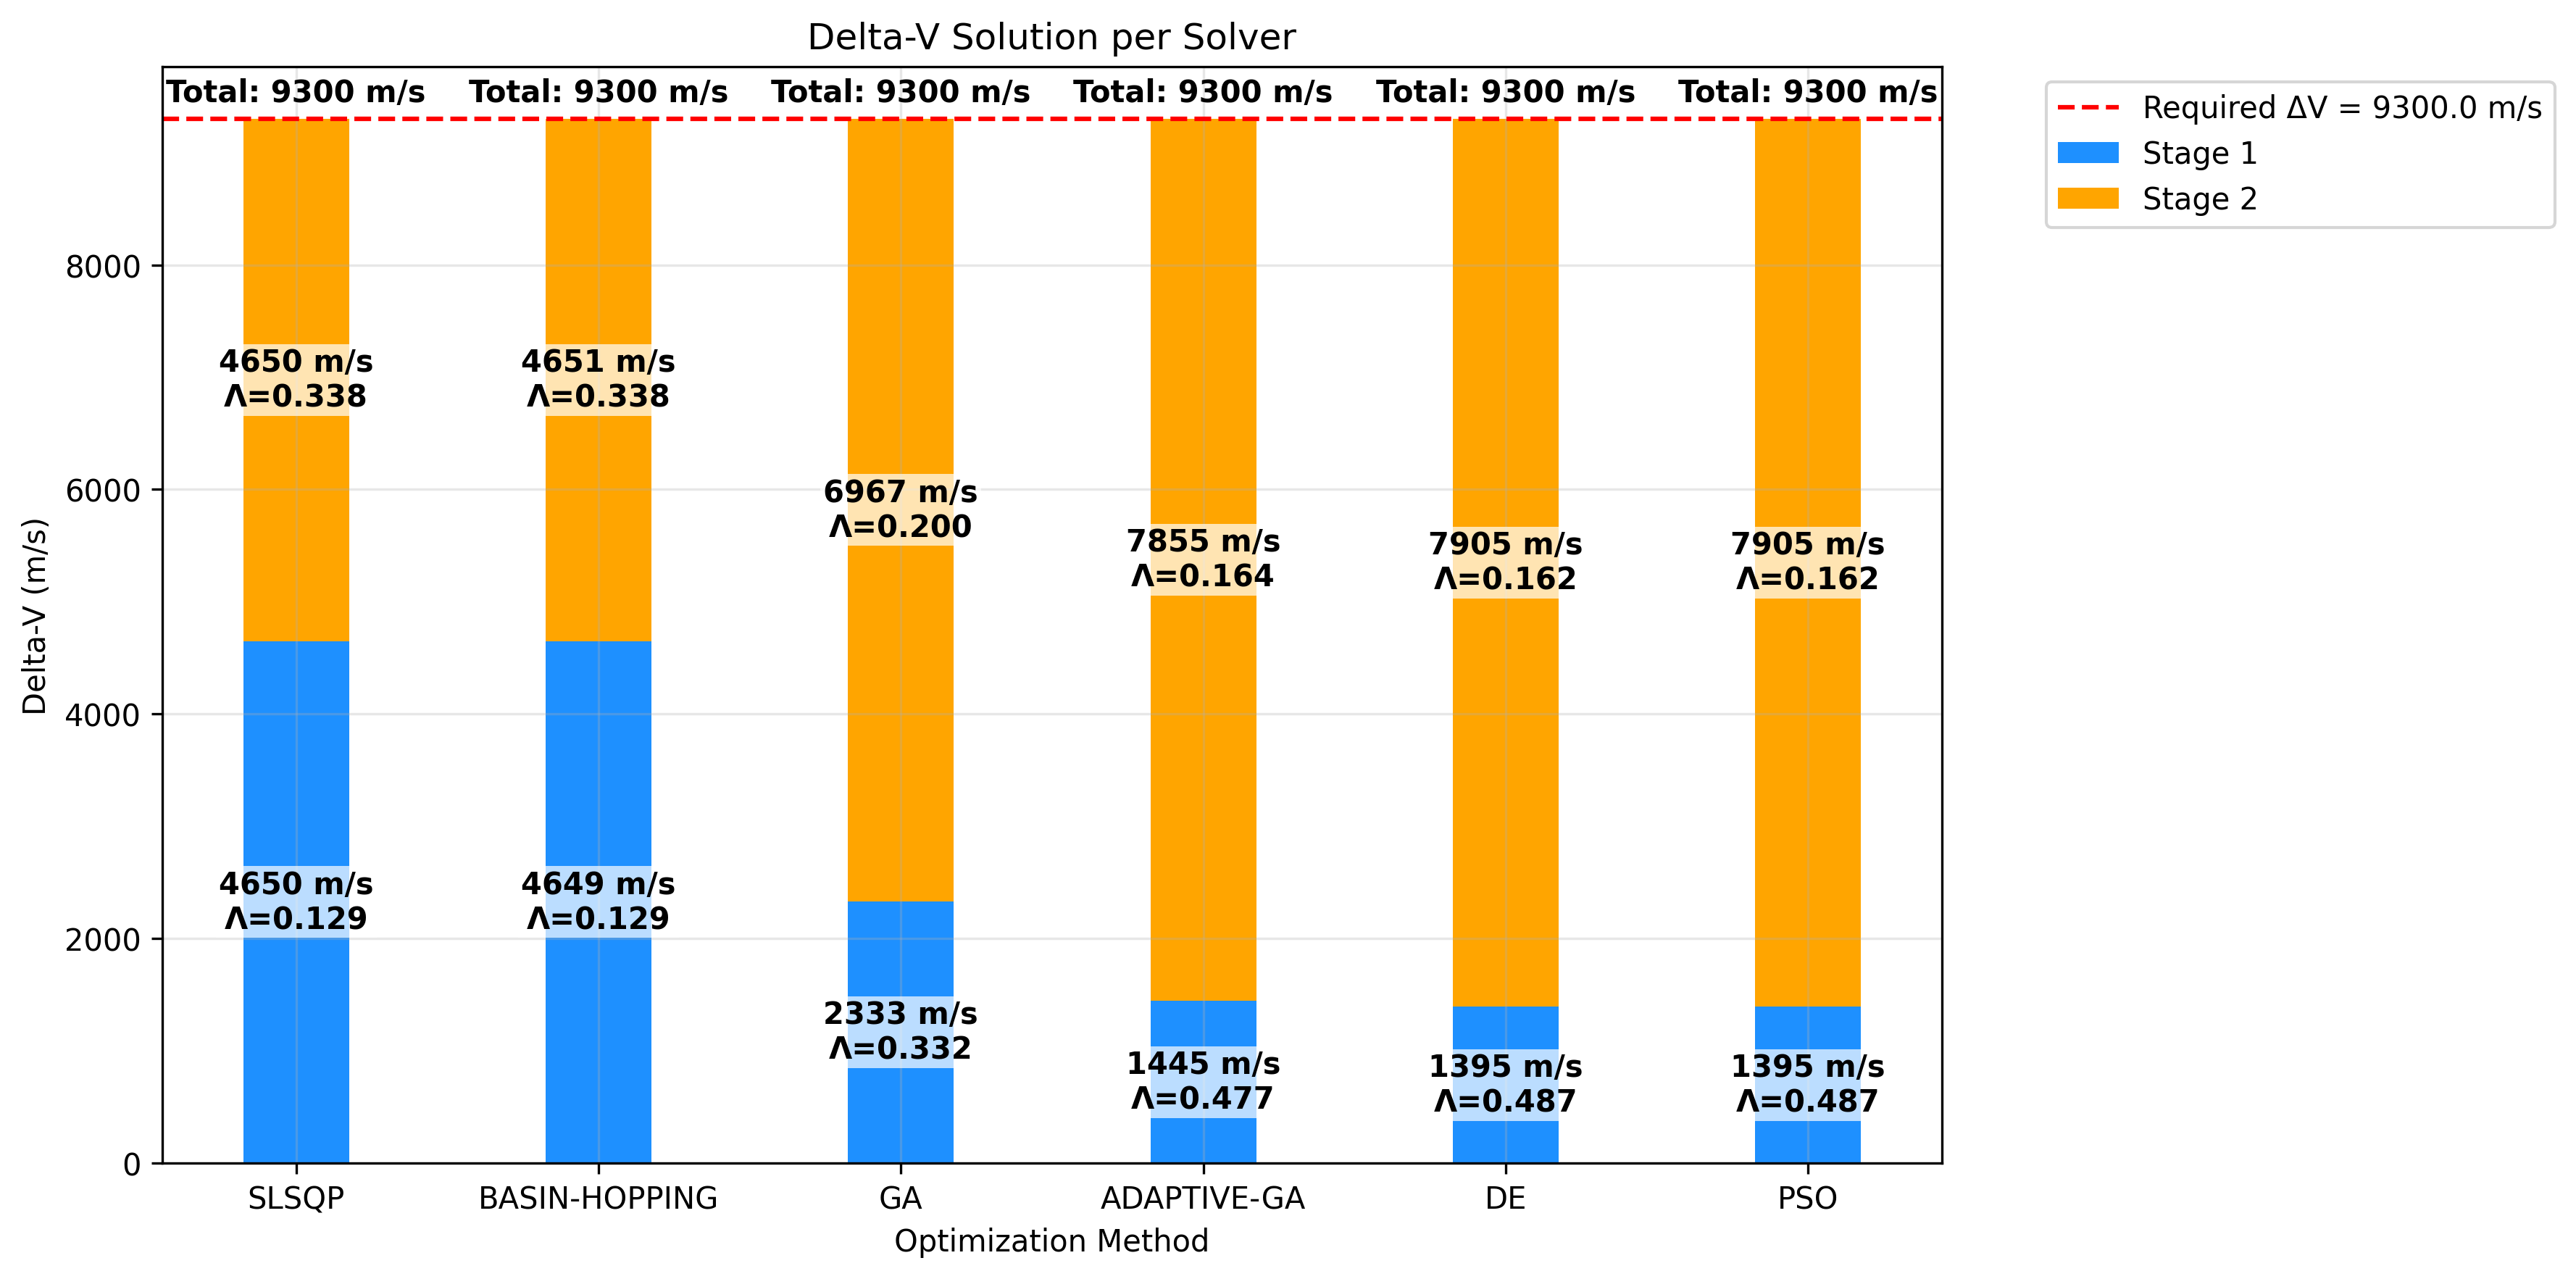 Delta-V Solution per Solver
Total: 9300 m/s Total: 9300 m/s Total: 9300 m/s Total: 9300 m/s Total: 9300 m/s Total: 9300 m/s
Required ΔV = 9300.0 m/s
Stage 1
Stage 2
Delta-V (m/s)
8000
6000
4000
2000
0
4650 m/s
Λ=0.338
4650 m/s
Λ=0.129
4651 m/s
Λ=0.338
4649 m/s
Λ=0.129
6967 m/s
Λ=0.200
2333 m/s
Λ=0.332
7855 m/s
Λ=0.164
1445 m/s
Λ=0.477
7905 m/s
Λ=0.162
1395 m/s
Λ=0.487
7905 m/s
Λ=0.162
1395 m/s
Λ=0.487
SLSQP BASIN-HOPPING GA ADAPTIVE-GA DE PSO
Optimization Method